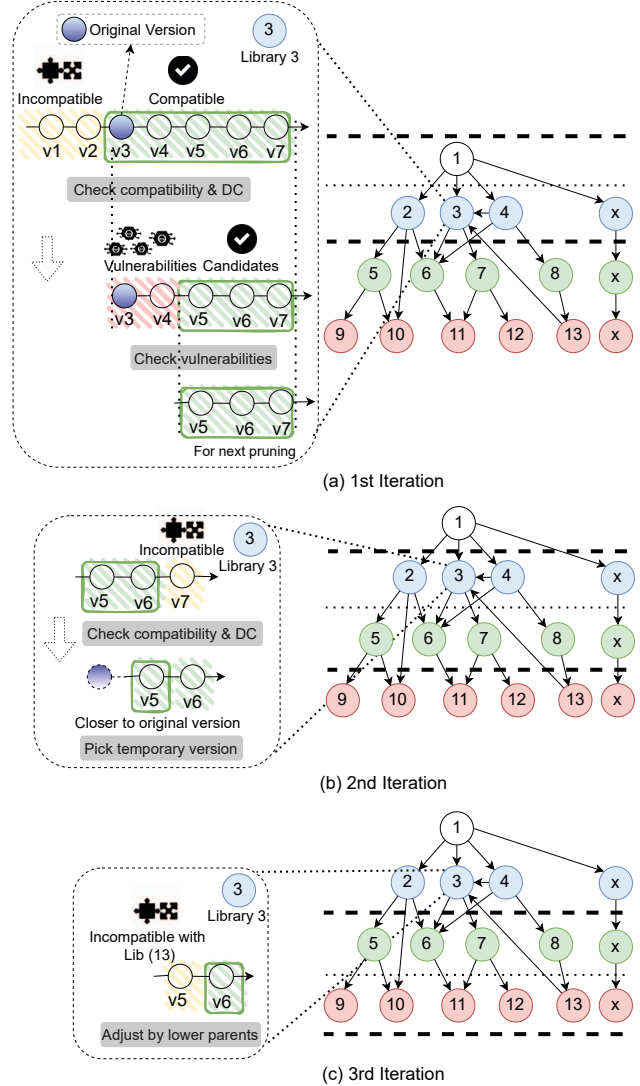 Original Version
3
Library 3
Incompatible
Compatible
v1 v2 v3 v4 v5 v6 v7
Check compatibility & DC
Vulnerabilities
Candidates
v3 v4 v5 v6 v7
Check vulnerabilities
v5 v6 v7
For next pruning
1
2 3 4 x
5 6 7 8 x
9 10 11 12 13 x
(a) 1st Iteration
3
Library 3
Incompatible
v5 v6 v7
Check compatibility & DC
v5 v6
Closer to original version
Pick temporary version
1
2 3 4 x
5 6 7 8 x
9 10 11 12 13 x
(b) 2nd Iteration
3
Library 3
Incompatible with
Lib (13)
v5 v6
Adjust by lower parents
1
2 3 4 x
5 6 7 8 x
9 10 11 12 13 x
(c) 3rd Iteration